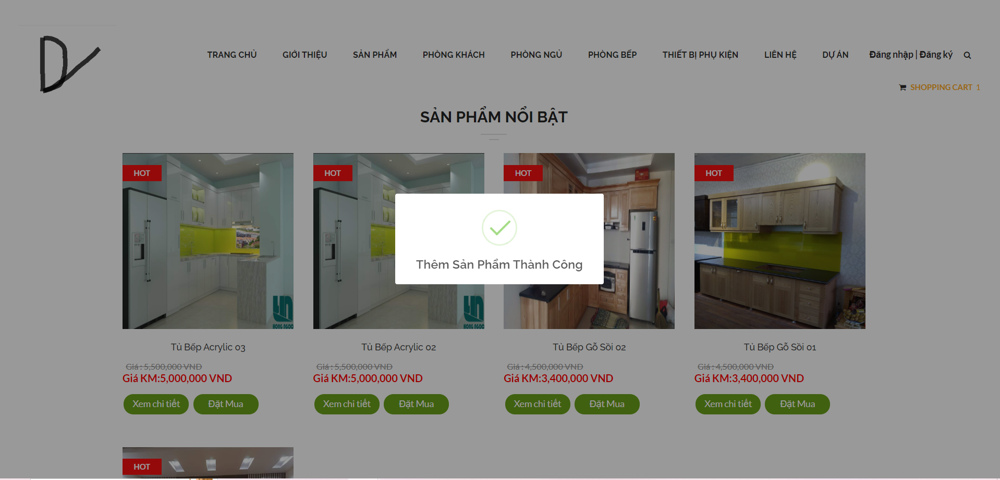 TRANG CHỦ GIỚI THIỆU SẢN PHẨM PHÒNG KHÁCH PHÒNG NGỦ PHÒNG BẾP THIẾT BỊ PHỤ KIỆN LIÊN HỆ DỰ ÁN Đăng nhập | Đăng ký
SHOPPING CART 1
SẢN PHẨM NỔI BẬT
HOT HOT HOT HOT
Thêm Sản Phẩm Thành Công
HONG NGOC HONG NGOC
Tủ Bếp Acrylic 03 Tủ Bếp Acrylic 02 Tủ Bếp Gỗ Sồi 02 Tủ Bếp Gỗ Sồi 01
Giá : 5,500,000 VND Giá : 5,500,000 VND Giá : 4,500,000 VND Giá : 4,500,000 VND
Giá KM:5,000,000 VND Giá KM:5,000,000 VND Giá KM:3,400,000 VND Giá KM:3,400,000 VND
Xem chi tiết Đặt Mua Xem chi tiết Đặt Mua Xem chi tiết Đặt Mua Xem chi tiết Đặt Mua
HOT